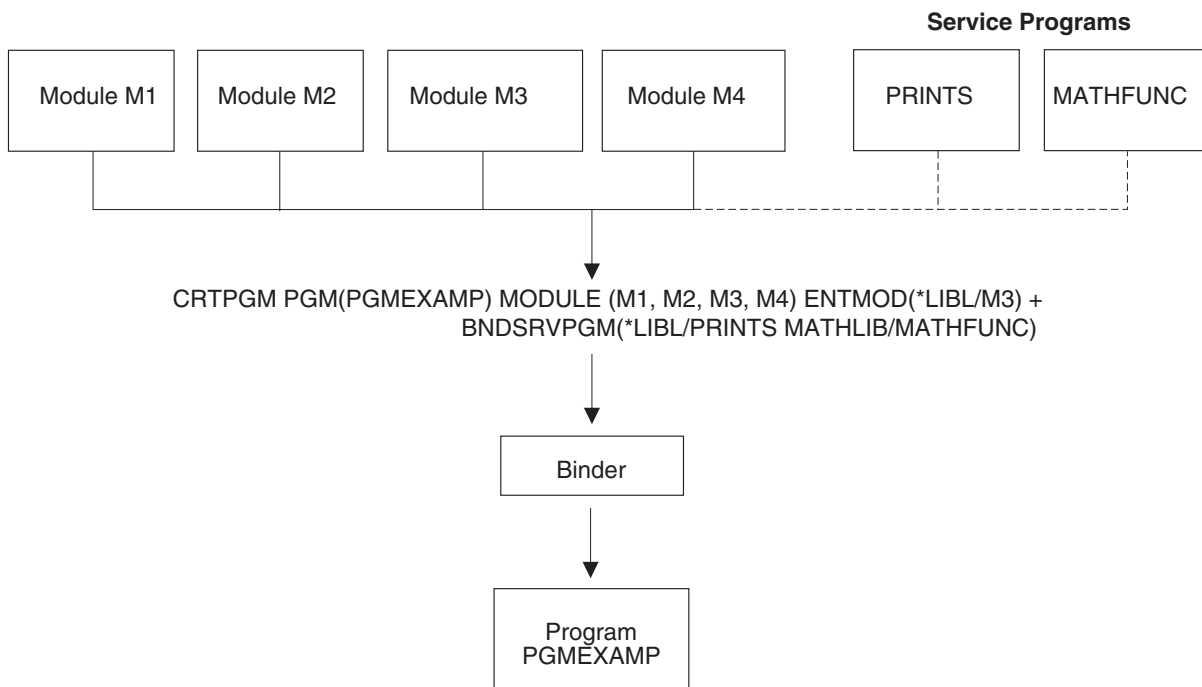 Service Programs
Module M1
Module M2
Module M3
Module M4
PRINTS
MATHFUNC
CRTPGM PGM(PGMEXAMP) MODULE (M1, M2, M3, M4) ENTMOD(*LIBL/M3) +
BNDSRVPGM(*LIBL/PRINTS MATHLIB/MATHFUNC)
Binder
Program
PGMEXAMP